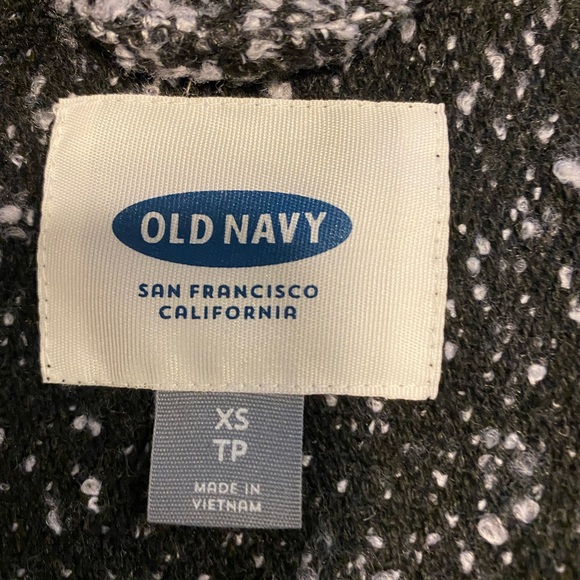 OLD NAVY
SAN FRANCISCO
CALIFORNIA
XS
TP
MADE IN
VIETNAM